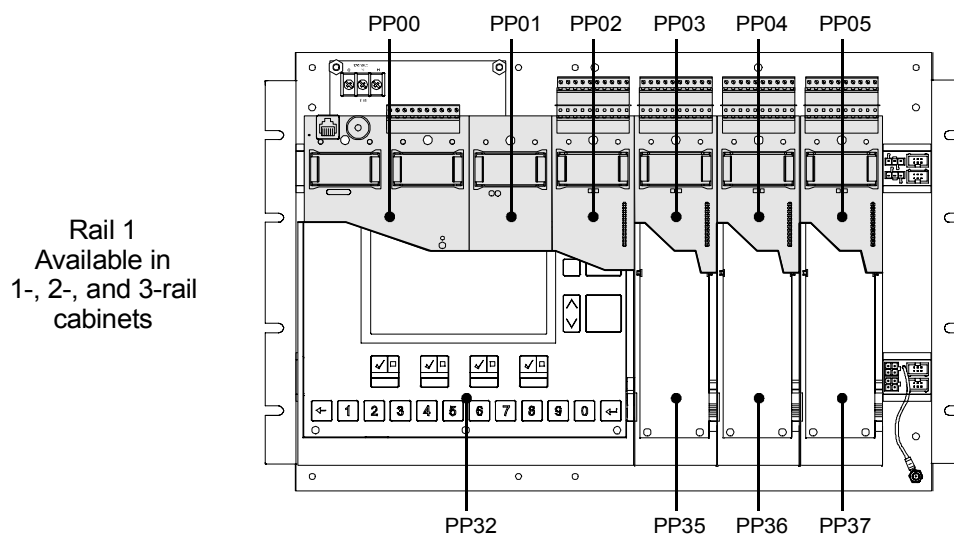 PP00 PP01 PP02 PP03 PP04 PP05
Rail 1
Available in
1-, 2-, and 3-rail
cabinets
1 2 3 4 5 6 7 8 9 0
PP32 PP35 PP36 PP37